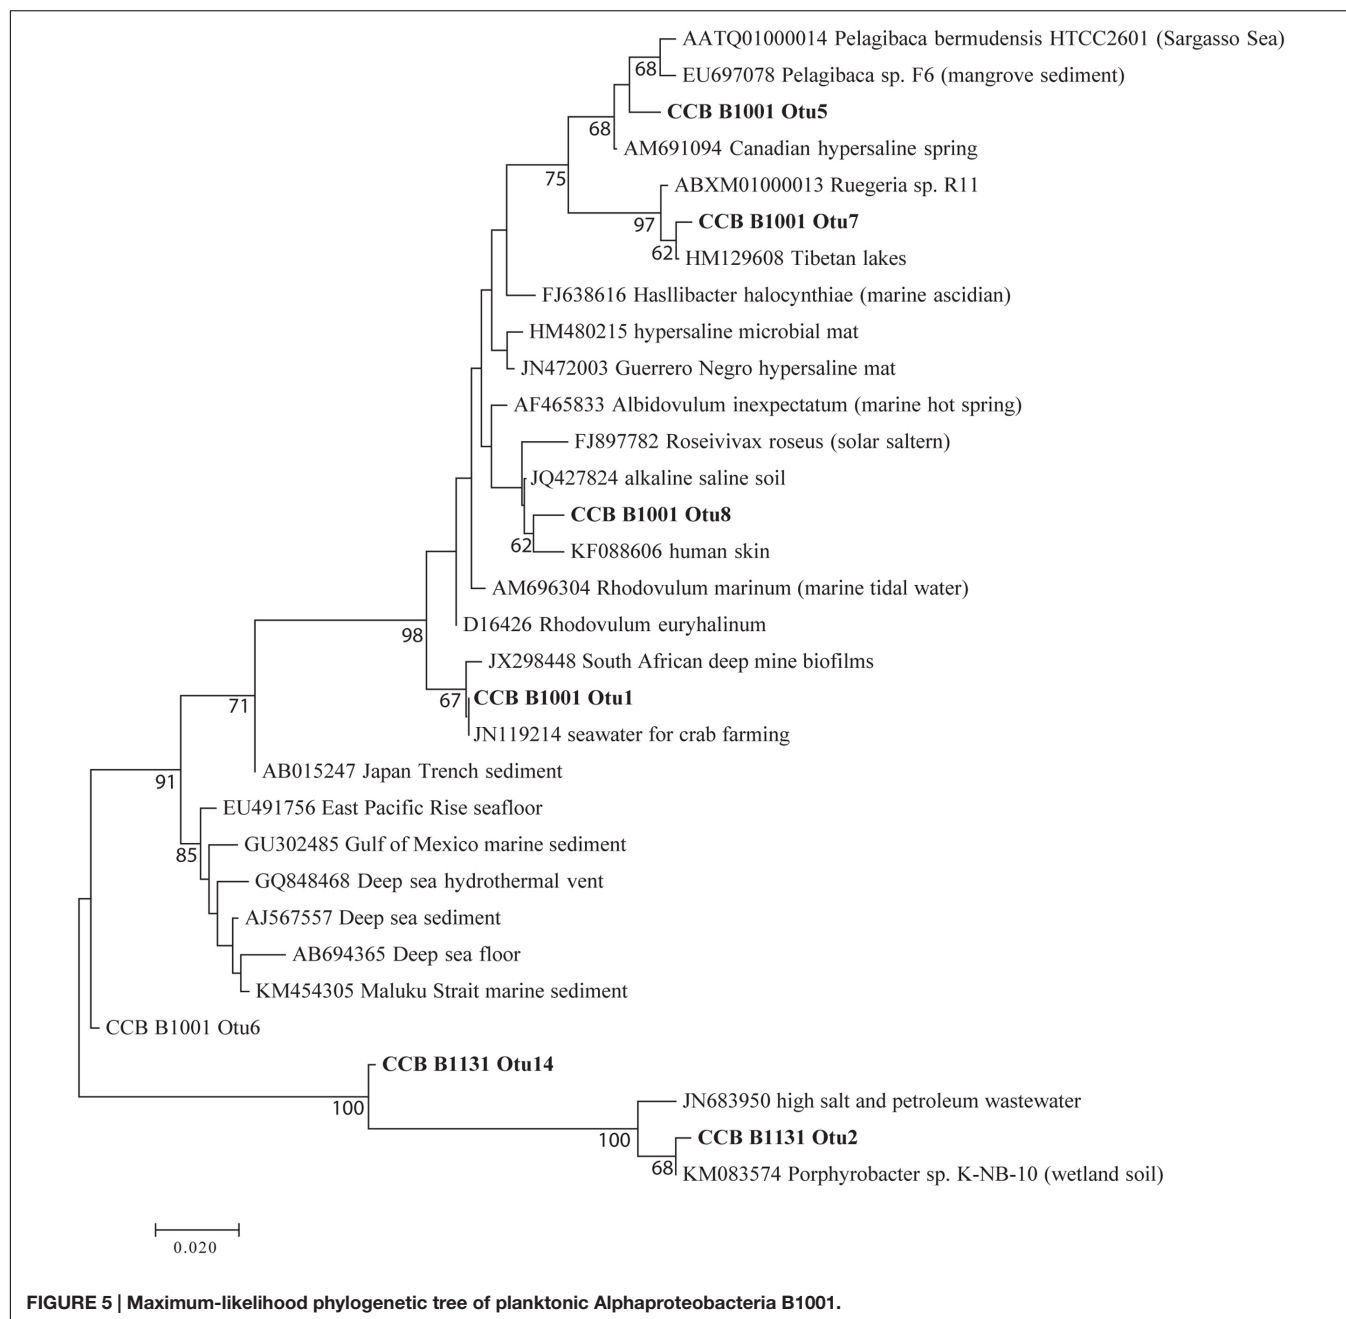 AATQ01000014 Pelagibaca bermudensis HTCC2601 (Sargasso Sea)
68
EU697078 Pelagibaca sp. F6 (mangrove sediment)
CCB B1001 Otu5
68
AM691094 Canadian hypersaline spring
75
ABXM01000013 Ruegeria sp. R11
97
CCB B1001 Otu7
62
HM129608 Tibetan lakes
FJ638616 Hasllibacter halocynthiae (marine ascidian)
HM480215 hypersaline microbial mat
JN472003 Guerrero Negro hypersaline mat
AF465833 Albidovulum inexpectatum (marine hot spring)
FJ897782 Roseivivax roseus (solar saltern)
JQ427824 alkaline saline soil
CCB B1001 Otu8
62
KF088606 human skin
AM696304 Rhodovulum marinum (marine tidal water)
D16426 Rhodovulum euryhalinum
98
JX298448 South African deep mine biofilms
67
CCB B1001 Otu1
71
JN119214 seawater for crab farming
AB015247 Japan Trench sediment
91
EU491756 East Pacific Rise seafloor
GU302485 Gulf of Mexico marine sediment
85
GQ848468 Deep sea hydrothermal vent
AJ567557 Deep sea sediment
AB694365 Deep sea floor
KM454305 Maluku Strait marine sediment
CCB B1001 Otu6
CCB B1131 Otu14
100
JN683950 high salt and petroleum wastewater
100
CCB B1131 Otu2
68
KM083574 Porphyrobacter sp. K-NB-10 (wetland soil)
0.020
FIGURE 5 | Maximum-likelihood phylogenetic tree of planktonic Alphaproteobacteria B1001.